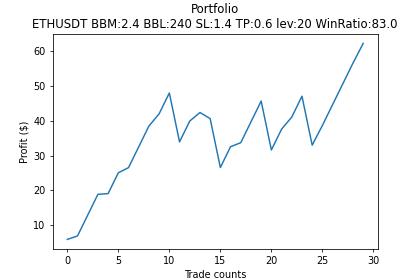 Portfolio
ETHUSDT BBM:2.4 BBL:240 SL:1.4 TP:0.6 lev:20 WinRatio:83.0
60
50
40
30
20
10
Profit ($)
0 5 10 15 20 25 30
Trade counts